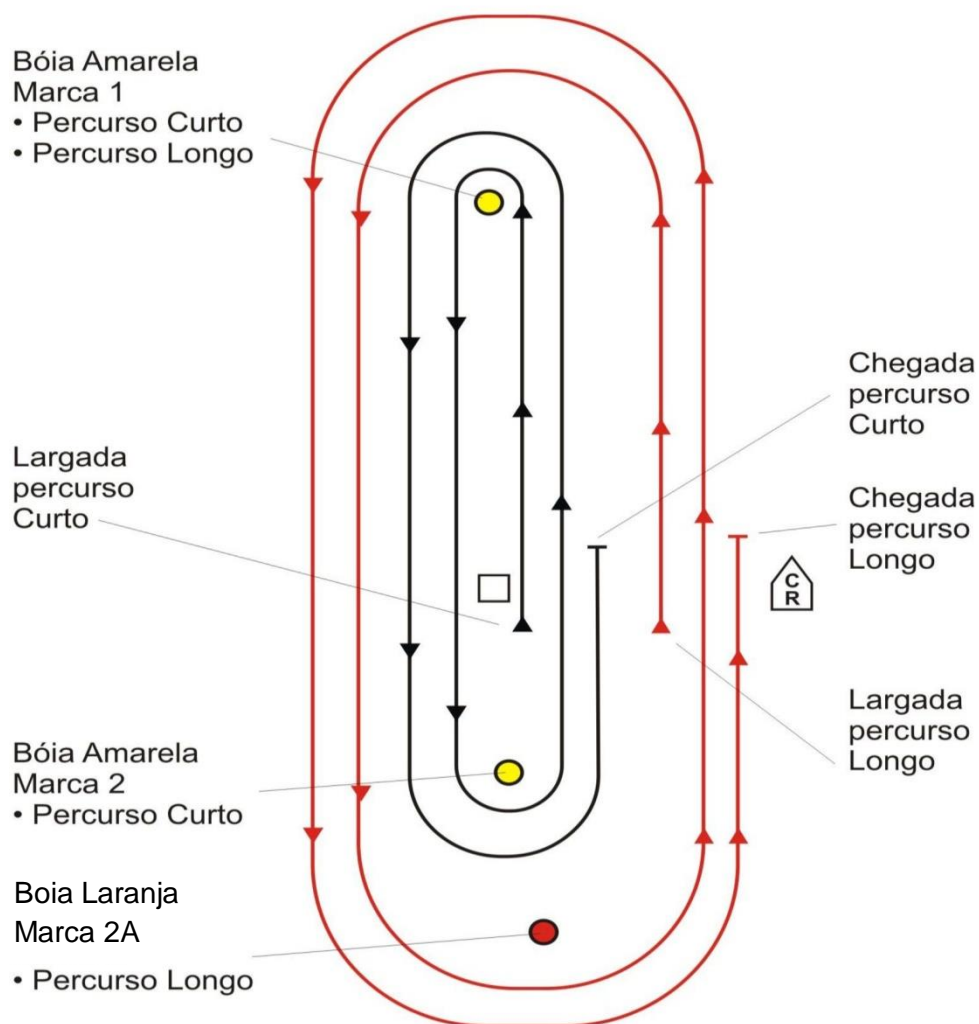 Bóia Amarela
Marca 1
• Percurso Curto
• Percurso Longo
Chegada
percurso
Curto
Largada
percurso
Curto
Chegada
percurso
Longo
C
R
Largada
percurso
Longo
Bóia Amarela
Marca 2
• Percurso Curto
Boia Laranja
Marca 2A
• Percurso Longo